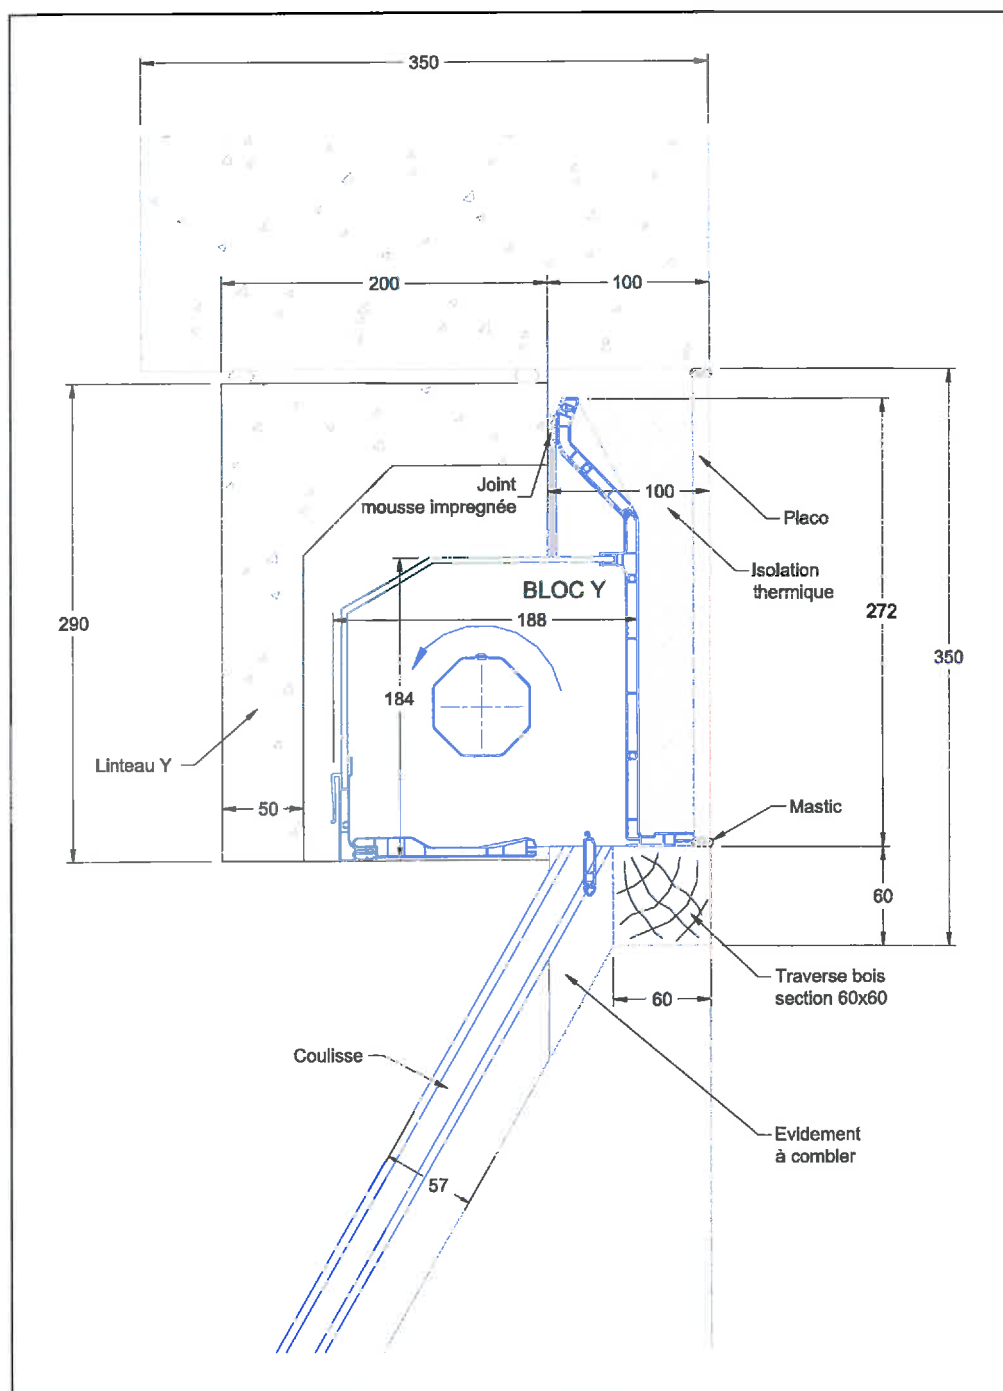 350
200
100
Joint
mousse impregnée
100
Placo
BLOC Y
Isolation
thermique
188
290
272
350
184
Linteau Y
50
Mastic
60
Traverse bois
section 60x60
60
Coulisse
Evidement
à combler
57